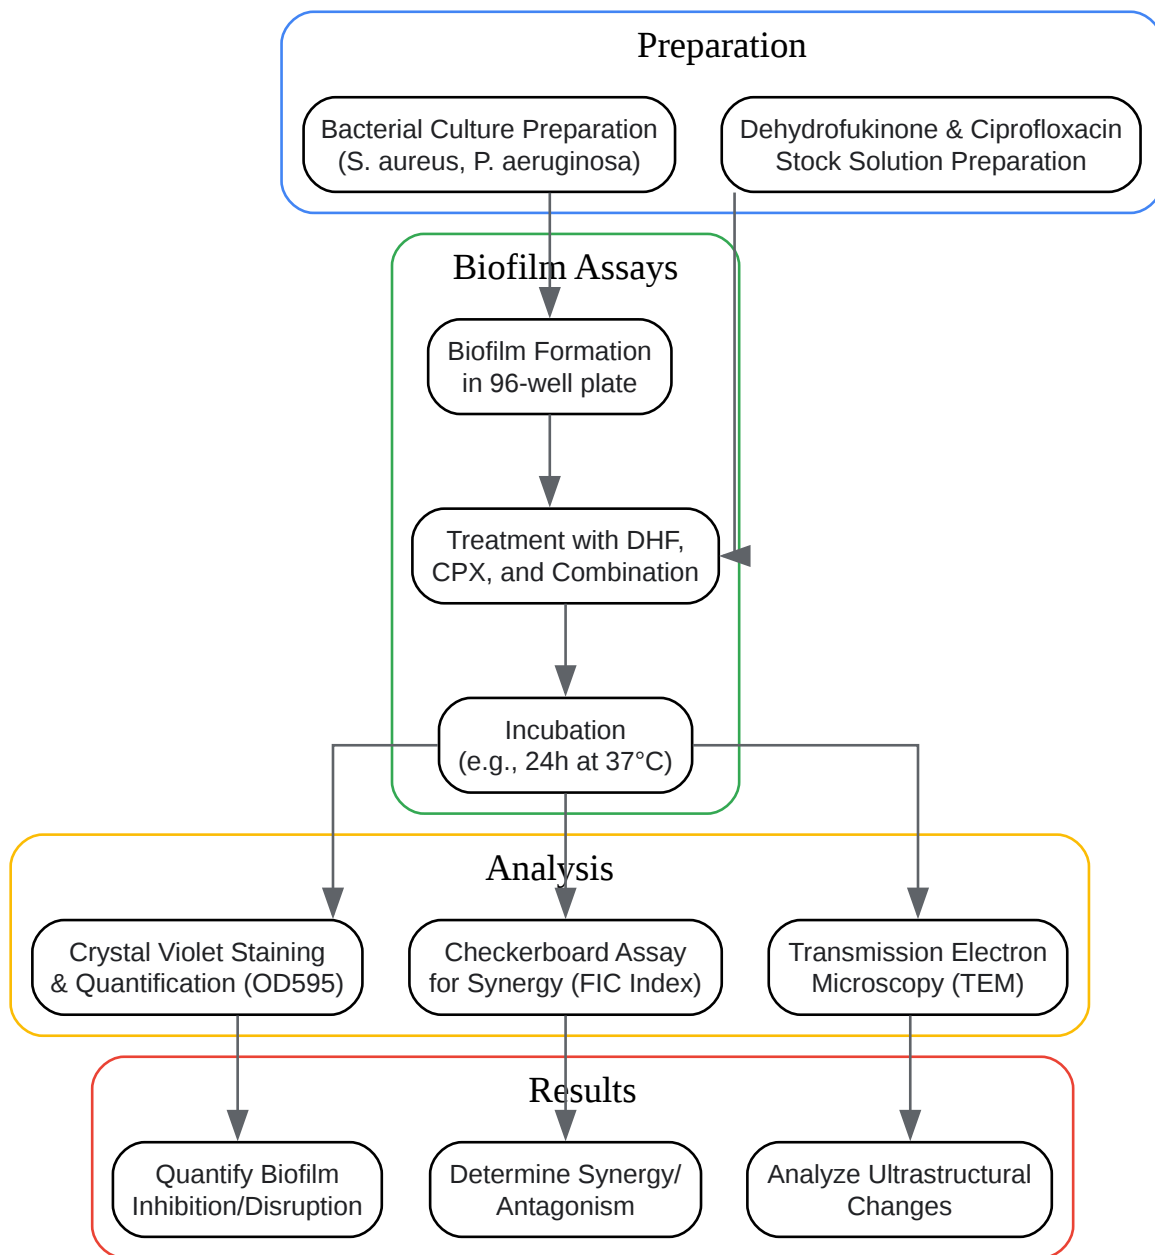 Preparation
Bacterial Culture Preparation
(S. aureus, P. aeruginosa)
Dehydrofukinone & Ciprofloxacin
Stock Solution Preparation
Biofilm Assays
Biofilm Formation
in 96-well plate
Treatment with DHF,
CPX, and Combination
Incubation
(e.g., 24h at 37°C)
Analysis
Crystal Violet Staining
& Quantification (OD595)
Checkerboard Assay
for Synergy (FIC Index)
Transmission Electron
Microscopy (TEM)
Results
Quantify Biofilm
Inhibition/Disruption
Determine Synergy/
Antagonism
Analyze Ultrastructural
Changes